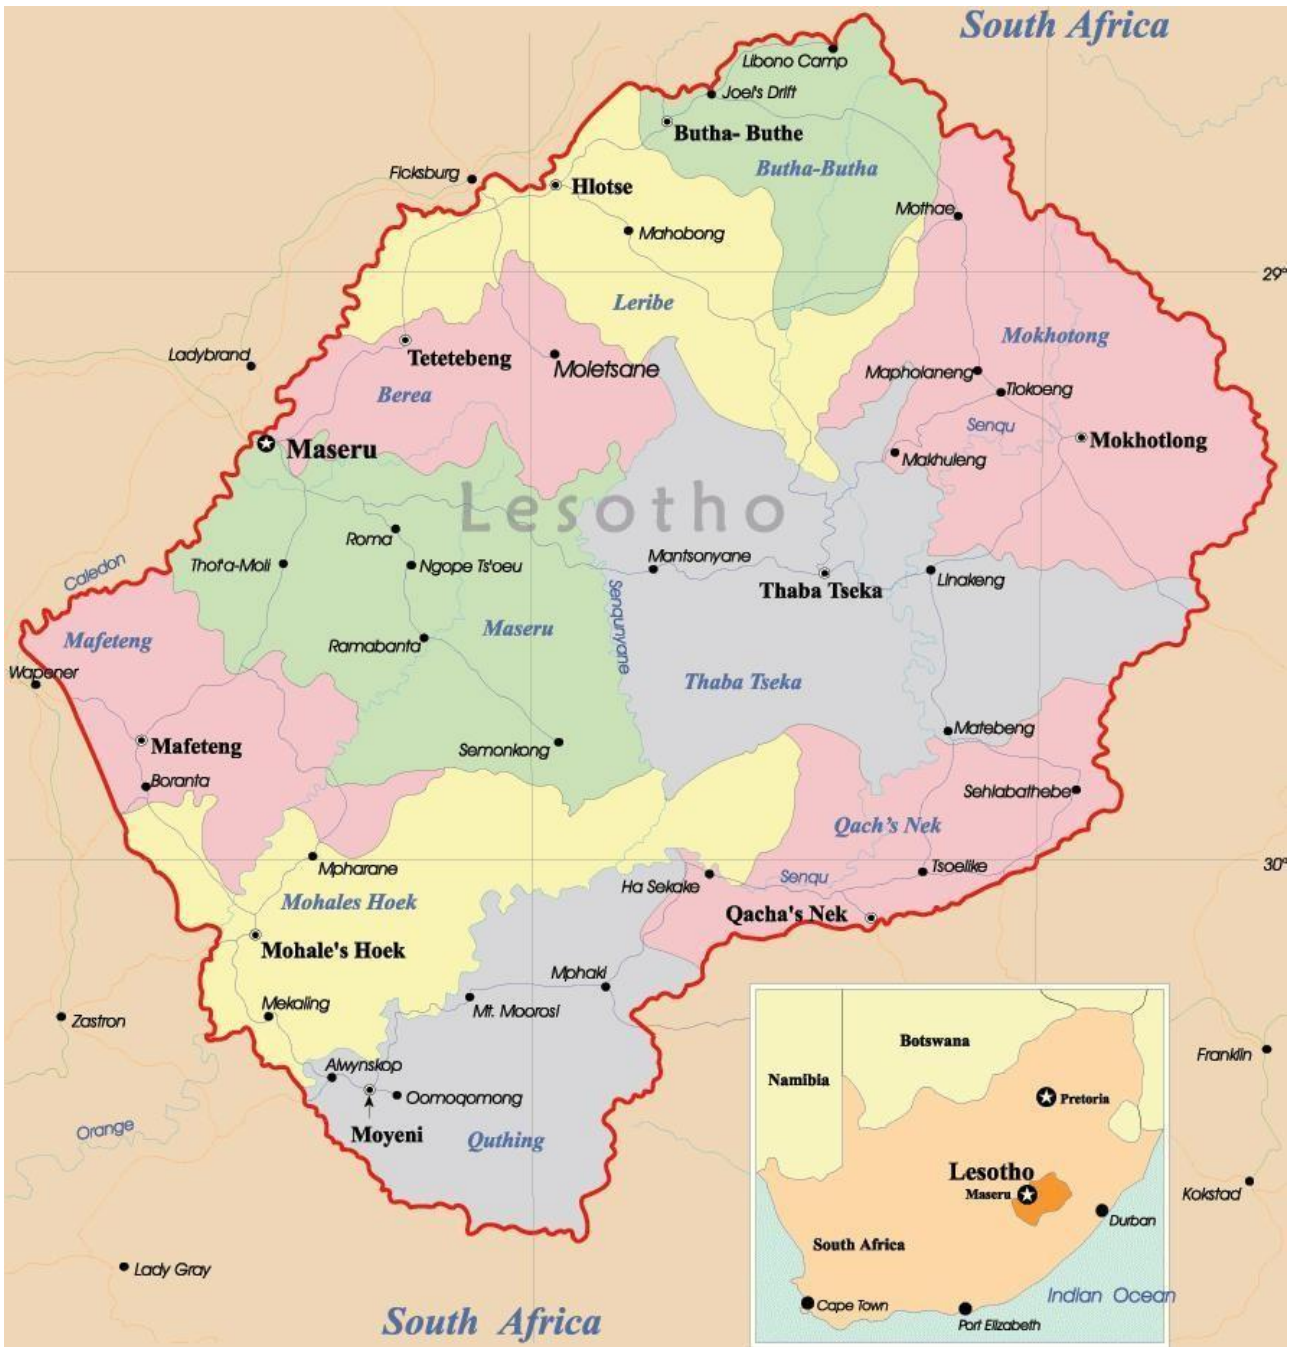 South Africa
Libono Camp
Joel's Drift
Butha- Buthe
Butha-Butha
Ficksburg
Hlotse
Mothae
Mahobong
29°
Leribe
Mokhotong
Ladybrand
Tetetebeng
Moletsane
Mapholaneng
Tlokoeng
Berea
Senqu
Maseru
Mokhotlong
Makhuleng
Lesotho
Roma
Caledon
Thof'a-Moli
Ngope Ts'oeu
Mantsonyane
Thaba Tseka
Linakeng
Senqunyane
Mafeteng
Ramabanta
Maseru
Wapener
Thaba Tseka
Matebeng
Mafeteng
Semonkong
Boranta
Sehlabathebe
Qach's Nek
Mpharane
Tsoelike
30°
Ha Sekake
Senqu
Mohales Hoek
Qacha's Nek
Mohale's Hoek
Mphaki
Mekaling
Mt. Moorosi
Zastron
Alwynskop
Oomoqomong
Orange
Moyeni
Quthing
Botswana
Namibia
Pretoria
Franklin
Lesotho
Maseru
Kokstad
Durban
South Africa
Lady Gray
Indian Ocean
Cape Town
Port Elizabeth
South Africa